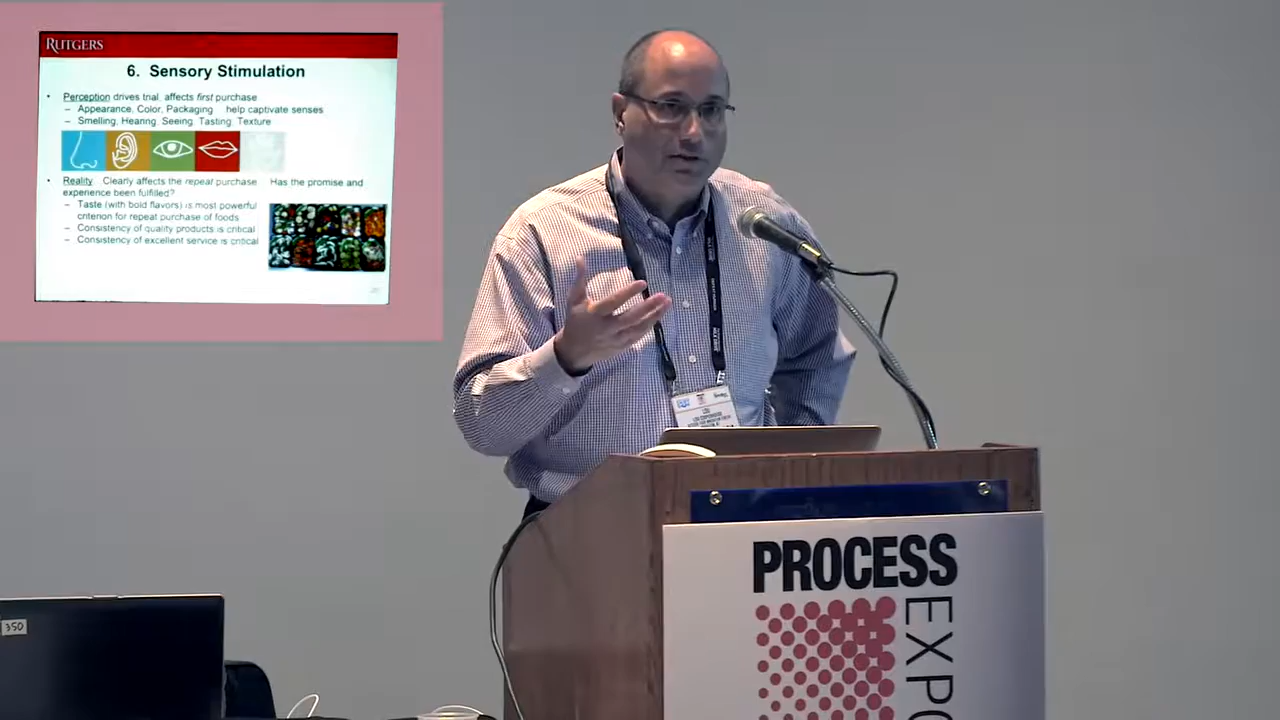 RUTGERS
6. Sensory Stimulation
• Perception drives trial, affects first purchase
– Appearance, Color, Packaging help captivate senses
– Smelling, Hearing, Seeing, Tasting, Texture
• Reality Clearly affects the repeat purchase Has the promise and
experience been fulfilled?
– Taste (with bold flavors) is most powerful
criterion for repeat purchase of foods
– Consistency of quality products is critical
– Consistency of excellent service is critical
LOU
350
PROCESS
EXPO